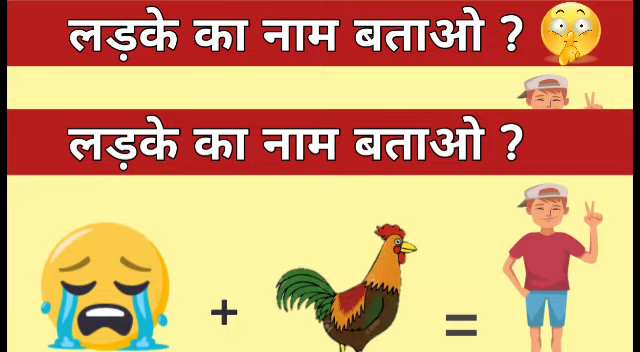 लड़के का नाम बताओ ?
लड़के का नाम बताओ ?
+ =